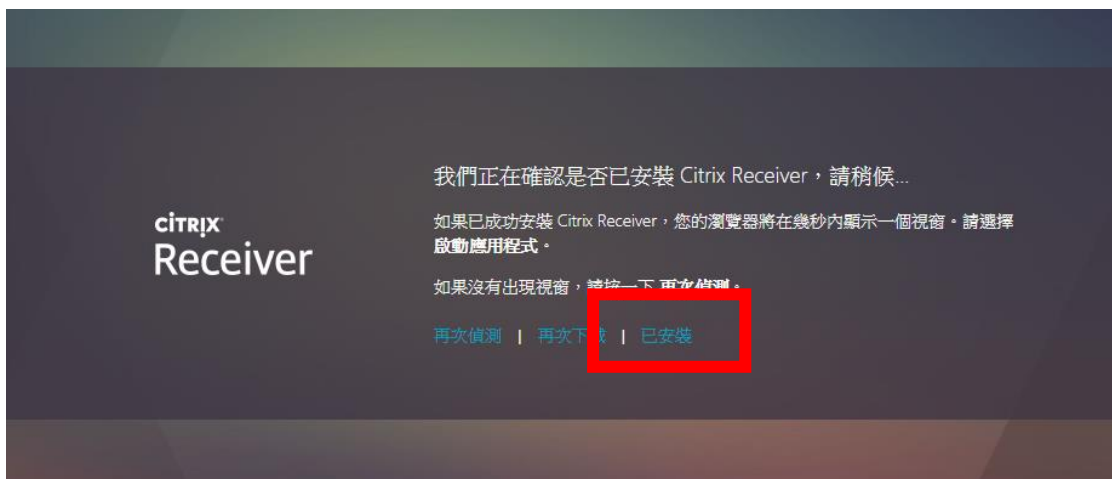 我們正在確認是否已安裝 Citrix Receiver，請稍候...
CİTRIX
Receiver
如果已成功安裝 Citrix Receiver，您的瀏覽器將在幾秒內顯示一個視窗。請選擇
啟動應用程式。
如果沒有出現視窗，請按一下 再次偵測。
再次偵測 | 再次下載 | 已安裝